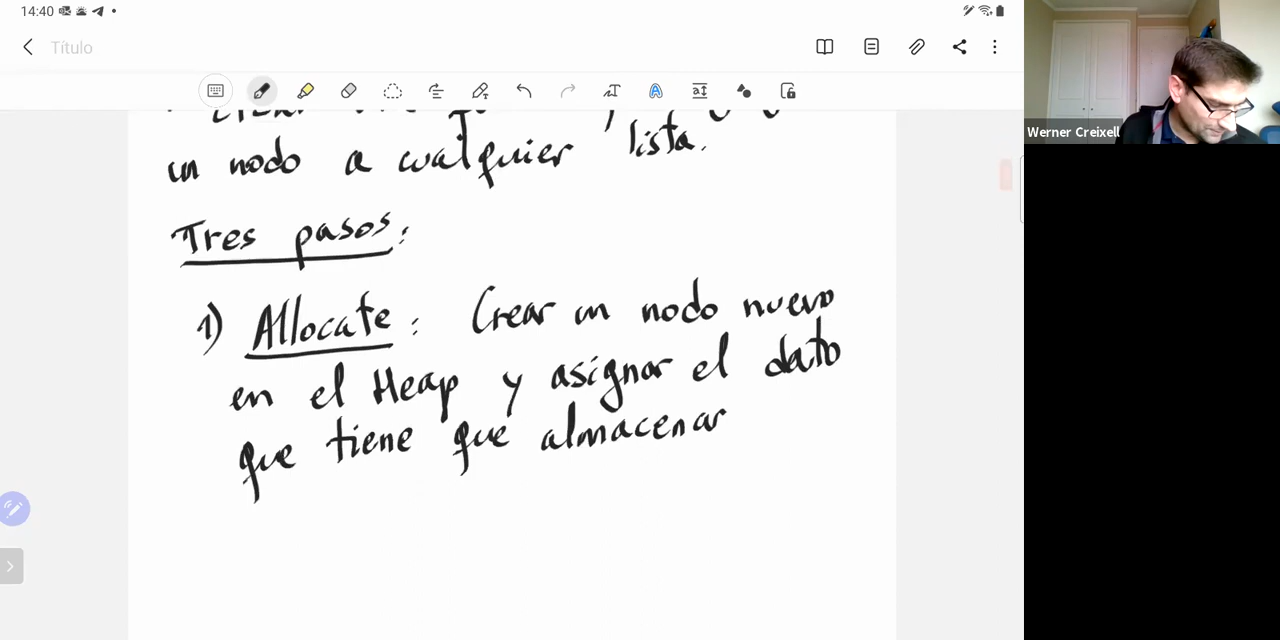 14:40
Título
Werner Creixell
un nodo a cualquier lista.
Tres pasos:
1) Allocate: Crear un nodo nuevo
en el Heap y asignar el dato
que tiene que almacenar